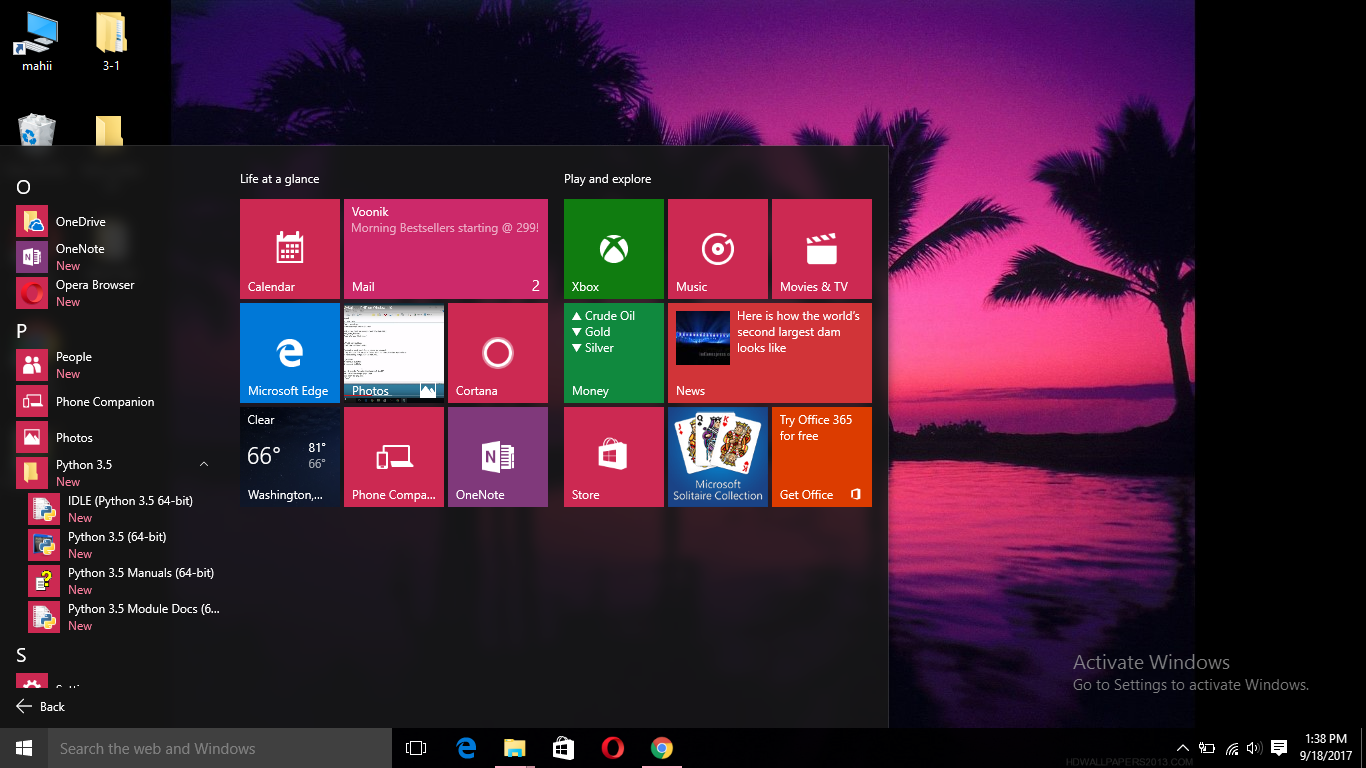 mahii
3-1
O
OneDrive
OneNote
New
Opera Browser
New
P
People
New
Phone Companion
Photos
Python 3.5
New
IDLE (Python 3.5 64-bit)
New
Python 3.5 (64-bit)
New
Python 3.5 Manuals (64-bit)
New
Python 3.5 Module Docs (6...
New
S
Back
Life at a glance
Calendar
Voonik
Morning Bestsellers starting @ 299!
Mail 2
Microsoft Edge
Photos
Cortana
Clear
66° 81°
66°
Washington,...
Phone Compa...
OneNote
Play and explore
Xbox
Music
Movies & TV
Crude Oil
Gold
Silver
Money
Here is how the world's
second largest dam
looks like
News
Store
Microsoft
Solitaire Collection
Try Office 365
for free
Get Office
Activate Windows
Go to Settings to activate Windows.
Search the web and Windows
HDWALLPAPERS2013.COM
1:38 PM
9/18/2017